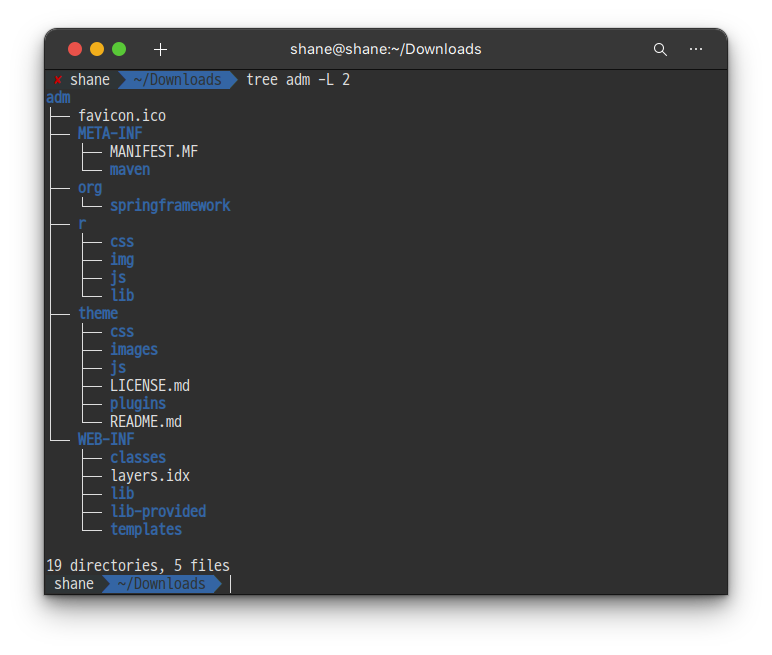 shane@shane:~/Downloads
✘ shane ~/Downloads tree adm -L 2
adm
├── favicon.ico
├── META-INF
│   ├── MANIFEST.MF
│   └── maven
├── org
│   └── springframework
├── r
│   ├── css
│   ├── img
│   ├── js
│   └── lib
├── theme
│   ├── css
│   ├── images
│   ├── js
│   ├── LICENSE.md
│   ├── plugins
│   └── README.md
└── WEB-INF
    ├── classes
    ├── layers.idx
    ├── lib
    ├── lib-provided
    └── templates
19 directories, 5 files
shane ~/Downloads